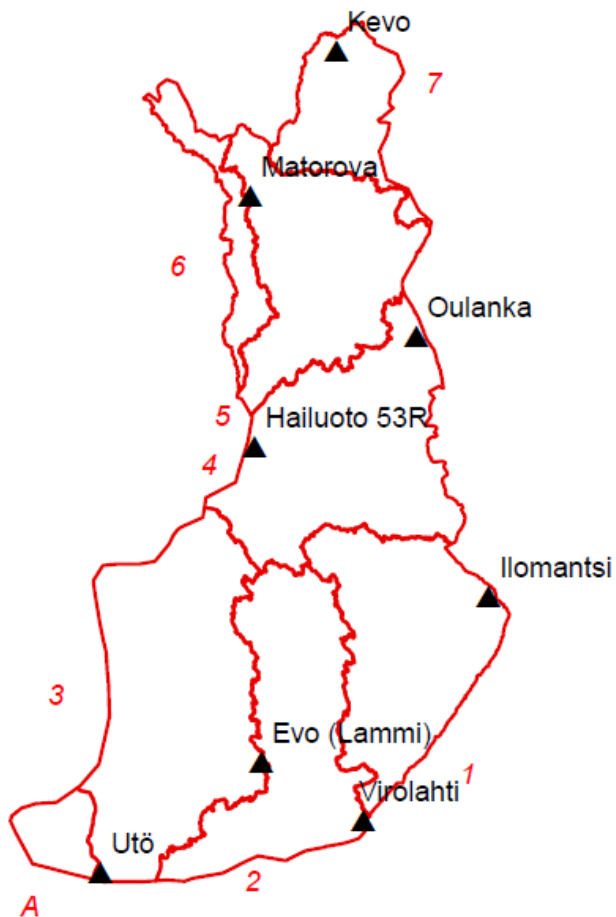 Kevo
7
Matorova
6
Oulanka
5
Hailuoto 53R
4
Ilomantsi
3
Evo (Lammi)
1
Virolahti
Utö
2
A